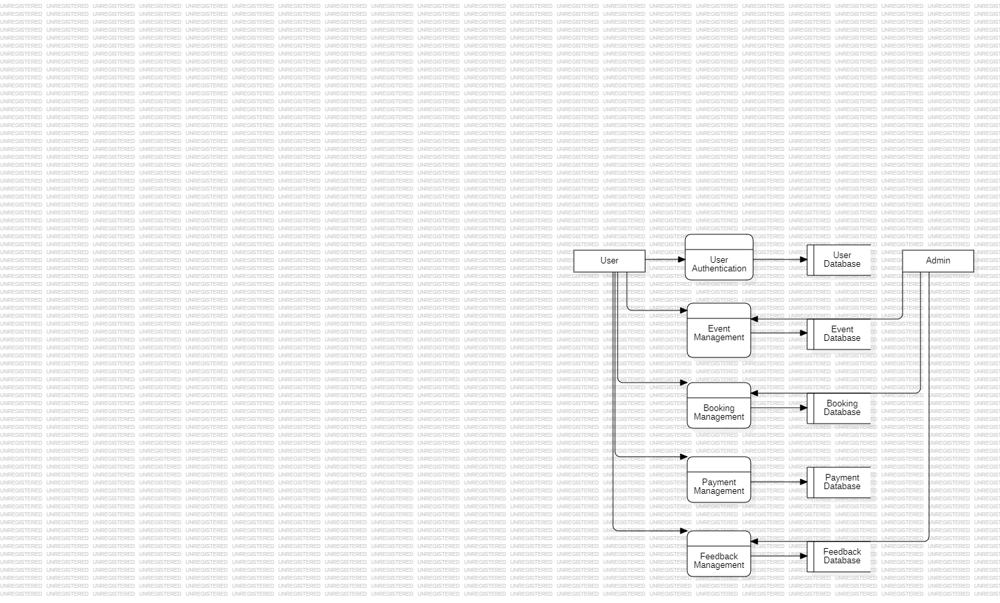 User
User
Authentication
User
Database
Admin
Event
Management
Event
Database
Booking
Management
Booking
Database
Payment
Management
Payment
Database
Feedback
Management
Feedback
Database
UNREGISTERED